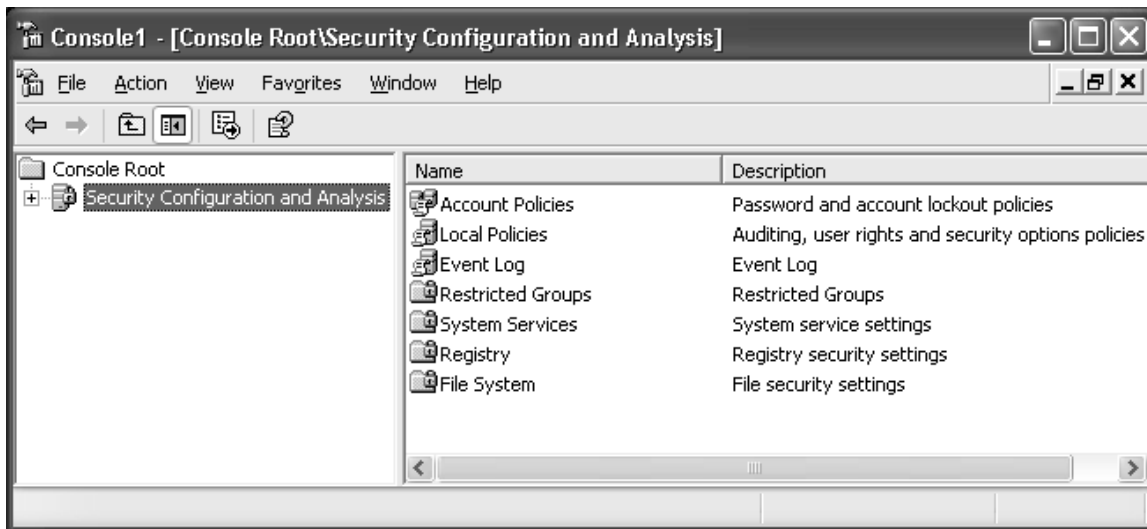 Console1 - [Console Root\Security Configuration and Analysis]
File Action View Favorites Window Help
Console Root
Security Configuration and Analysis
Name Description
Account Policies Password and account lockout policies
Local Policies Auditing, user rights and security options policies
Event Log Event Log
Restricted Groups Restricted Groups
System Services System service settings
Registry Registry security settings
File System File security settings